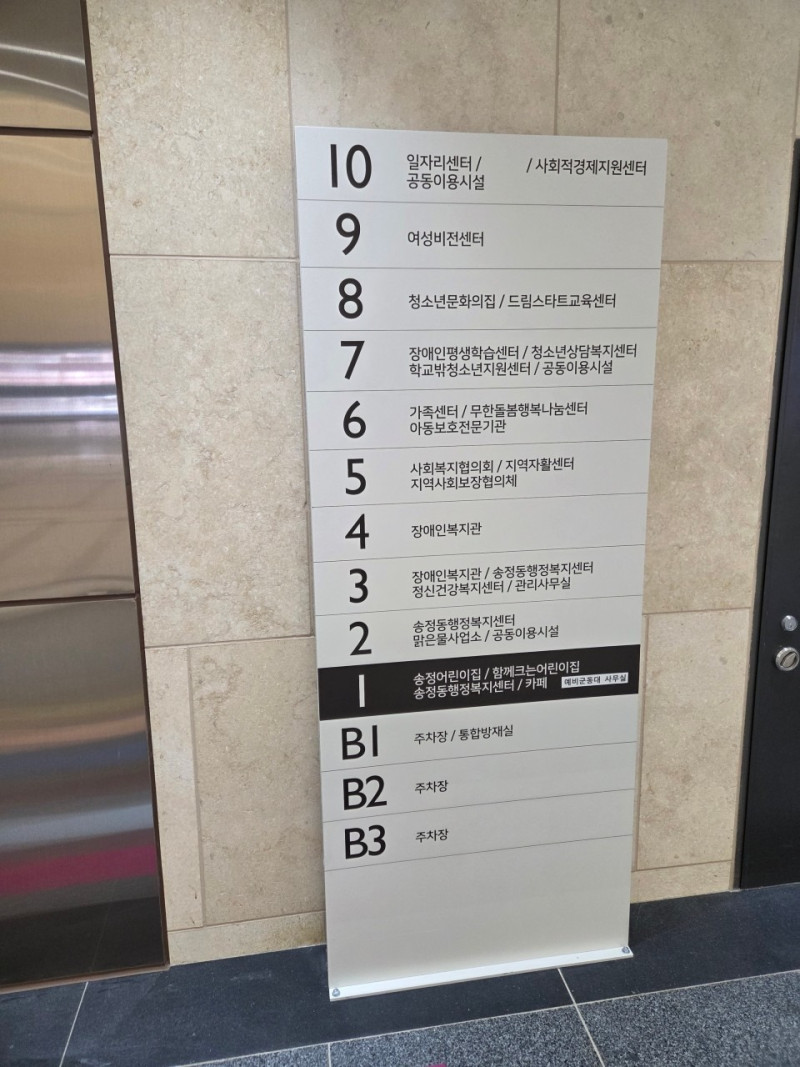 10
일자리센터 / / 사회적경제지원센터
공동이용시설
9
여성비전센터
8
청소년문화의집 / 드림스타트교육센터
7
장애인평생학습센터 / 청소년상담복지센터
학교밖청소년지원센터 / 공동이용시설
6
가족센터 / 무한돌봄행복나눔센터
아동보호전문기관
5
사회복지협의회 / 지역자활센터
지역사회보장협의체
4
장애인복지관
3
장애인복지관 / 송정동행정복지센터
정신건강복지센터 / 관리사무실
2
송정동행정복지센터
맑은물사업소 / 공동이용시설
1
송정어린이집 / 함께크는어린이집
송정동행정복지센터 / 카페 예비군동대 사무실
B1
주차장 / 통합방재실
B2
주차장
B3
주차장